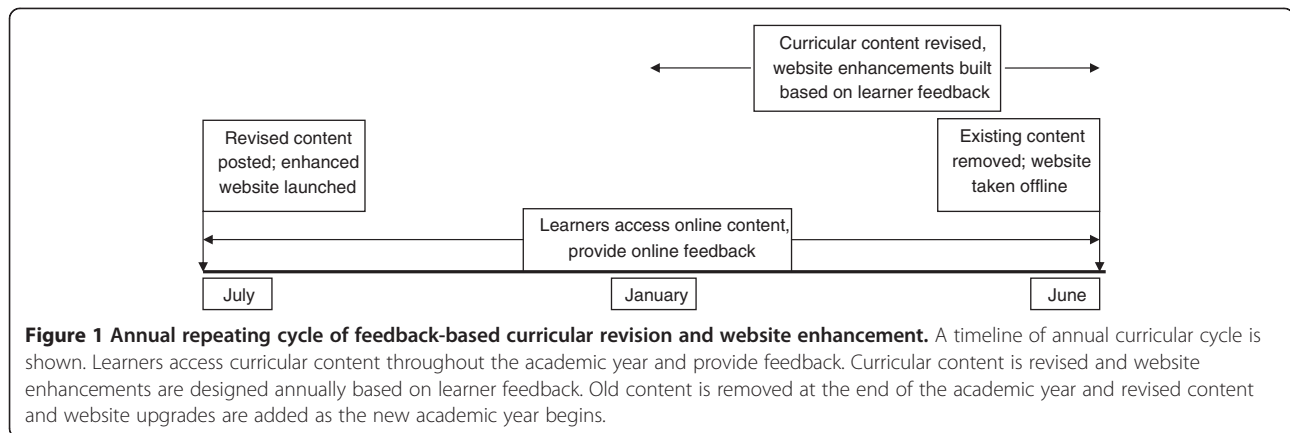 Curricular content revised,
website enhancements built
based on learner feedback
Revised content
posted; enhanced
website launched
Existing content
removed; website
taken offline
Learners access online content,
provide online feedback
July
January
June
Figure 1 Annual repeating cycle of feedback-based curricular revision and website enhancement. A timeline of annual curricular cycle is
shown. Learners access curricular content throughout the academic year and provide feedback. Curricular content is revised and website
enhancements are designed annually based on learner feedback. Old content is removed at the end of the academic year and revised content
and website upgrades are added as the new academic year begins.